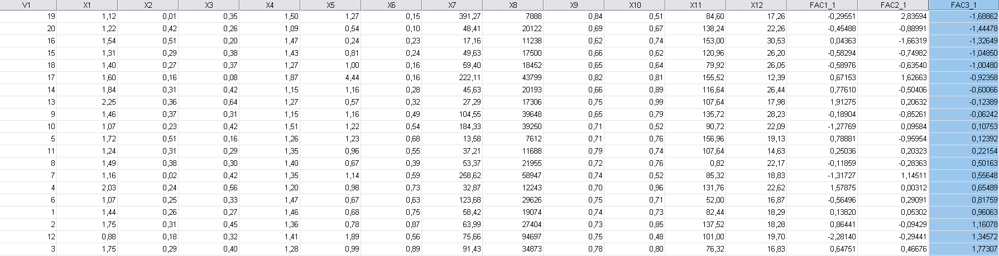 V1 X1 X2 X3 X4 X5 X6 X7 X8 X9 X10 X11 X12 FAC1_1 FAC2_1 FAC3_1
19 1,12 0,01 0,35 1,50 1,27 0,15 391,27 7888 0,84 0,51 84,60 17,26 -0,29551 2,83594 -1,68862
20 1,22 0,42 0,26 1,09 0,54 0,10 48,41 20122 0,69 0,67 138,24 22,26 -0,45488 -0,88991 -1,44478
16 1,54 0,51 0,20 1,47 0,24 0,23 17,16 11238 0,62 0,74 153,00 30,53 0,04363 -1,66319 -1,32649
15 1,31 0,29 0,38 1,43 0,81 0,24 49,63 17500 0,66 0,62 120,96 26,20 -0,58294 -0,74982 -1,04850
18 1,40 0,27 0,37 1,27 1,00 0,16 59,40 18452 0,65 0,64 79,92 26,05 -0,58976 -0,63540 -1,00480
17 1,60 0,16 0,08 1,87 4,44 0,16 222,11 43799 0,82 0,81 155,52 12,39 0,67153 1,62663 -0,92358
14 1,84 0,31 0,42 1,15 1,16 0,28 45,63 20193 0,66 0,89 116,64 26,44 0,77610 -0,50406 -0,60066
13 2,25 0,36 0,64 1,27 0,57 0,32 27,29 17306 0,75 0,99 107,64 17,98 1,91275 0,20632 -0,12389
9 1,46 0,37 0,31 1,15 1,16 0,49 104,55 39648 0,65 0,79 135,72 28,23 -0,18904 -0,85261 -0,06242
10 1,07 0,23 0,42 1,51 1,22 0,54 184,33 39250 0,71 0,52 90,72 22,09 -1,27769 0,09584 0,10753
5 1,72 0,51 0,16 1,26 1,23 0,68 13,58 7612 0,71 0,76 156,96 19,13 0,78881 -0,95954 0,12392
11 1,24 0,31 0,29 1,35 0,96 0,55 37,21 11688 0,79 0,74 107,64 14,63 0,25036 0,20323 0,22154
8 1,49 0,38 0,30 1,40 0,67 0,39 53,37 21955 0,72 0,76 0,82 22,17 -0,11859 -0,28363 0,50163
7 1,16 0,02 0,42 1,35 1,14 0,59 258,62 58947 0,74 0,52 85,32 18,83 -1,31727 1,14511 0,55648
4 2,03 0,24 0,56 1,20 0,98 0,73 32,87 12243 0,70 0,96 131,76 22,62 1,57875 0,00312 0,65489
6 1,07 0,25 0,33 1,47 0,67 0,63 123,68 29626 0,75 0,71 52,00 16,87 -0,56496 0,29091 0,81759
1 1,44 0,26 0,27 1,46 0,68 0,75 58,42 19074 0,74 0,73 82,44 18,29 0,13820 0,05302 0,96063
2 1,75 0,31 0,45 1,36 0,78 0,87 63,99 27404 0,73 0,85 137,52 18,28 0,86441 -0,09429 1,16078
12 0,88 0,18 0,32 1,41 1,89 0,56 75,66 94697 0,75 0,48 101,00 19,70 -2,28140 -0,29441 1,34572
3 1,75 0,29 0,40 1,28 0,99 0,89 91,43 34873 0,78 0,80 76,32 16,83 0,64751 0,46676 1,77307